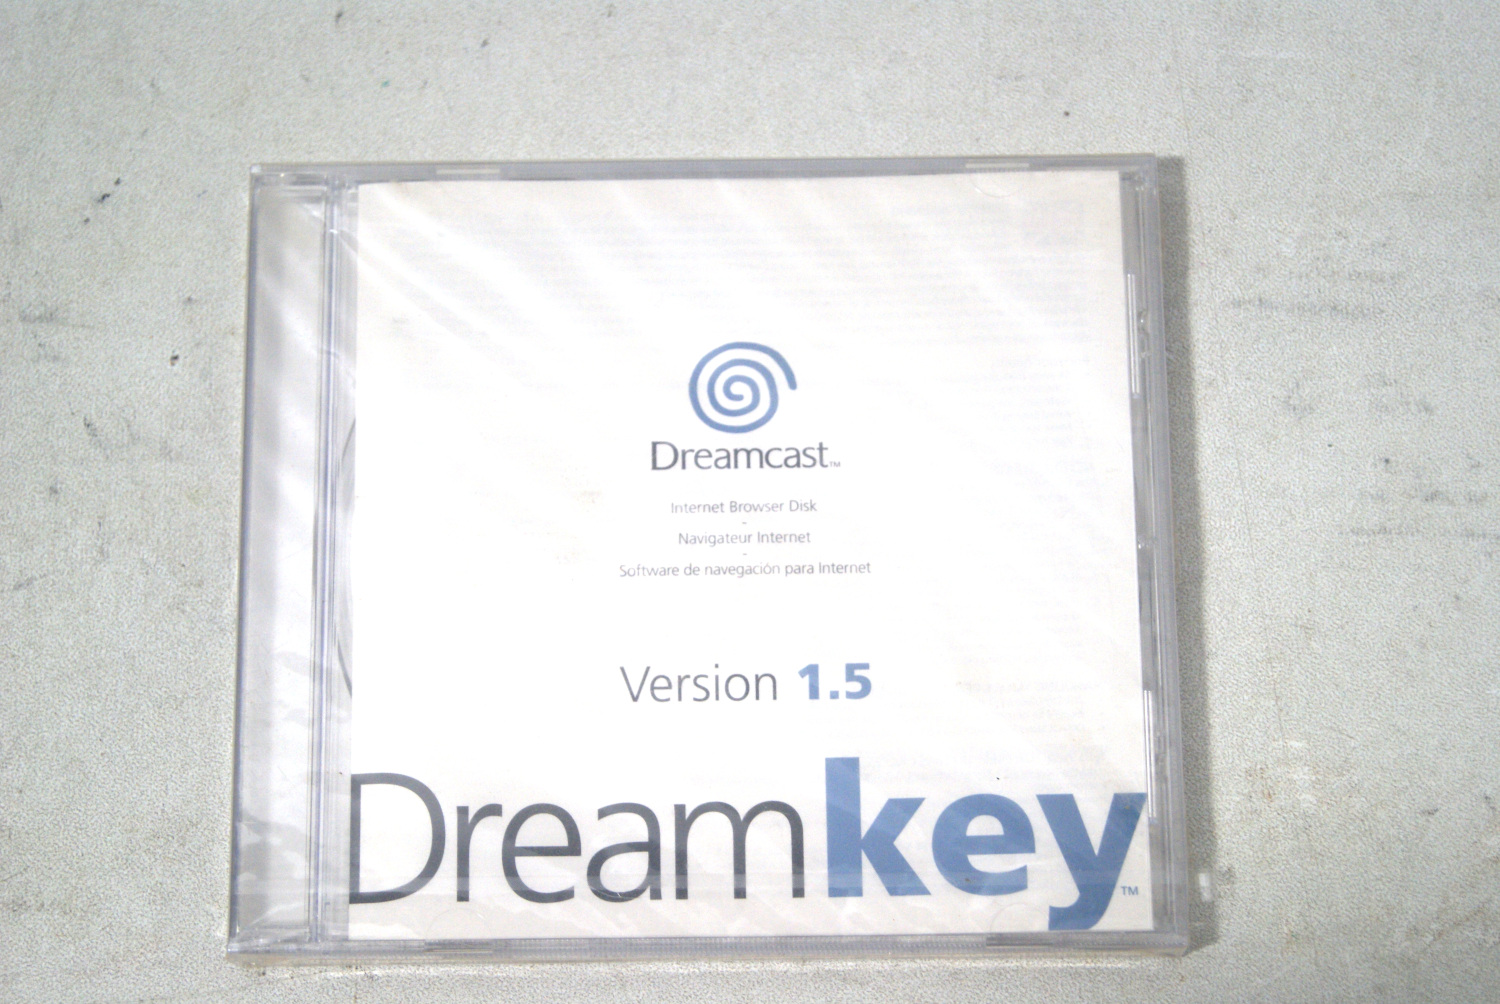 Dreamcast™
Internet Browser Disk
-
Navigateur Internet
-
Software de navegación para Internet
Version 1.5
Dreamkey™